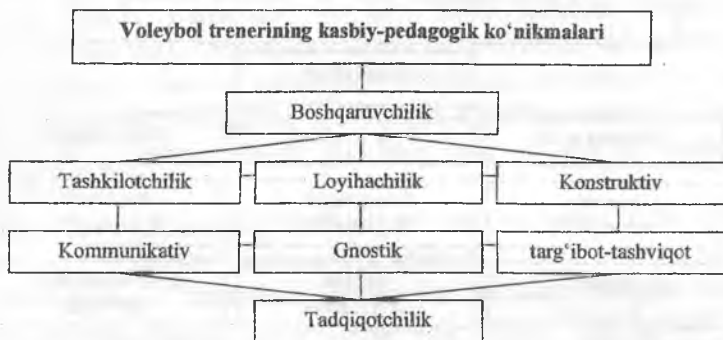 Voleybol trenerining kasbiy-pedagogik ko‘nikmalari
Boshqaruvchilik
Tashkilotchilik
Loyihachilik
Konstruktiv
Kommunikativ
Gnostik
targ‘ibot-tashviqot
Tadqiqotchilik